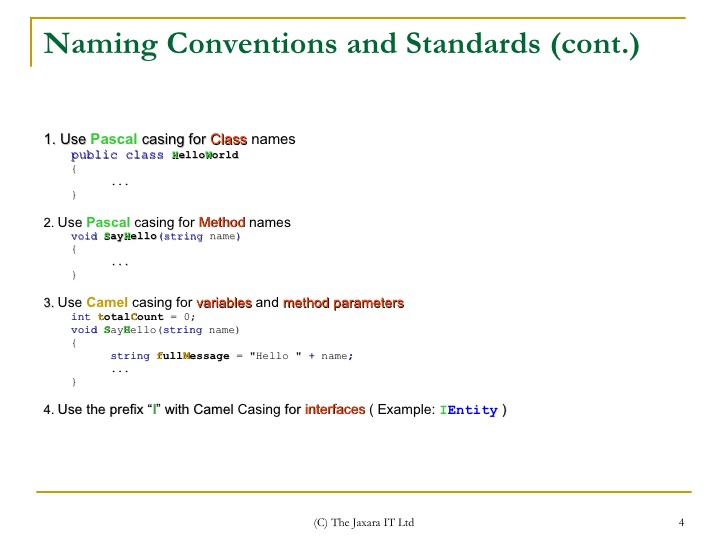 Naming Conventions and Standards (cont.)
1. Use Pascal casing for Class names
public class HelloWorld
{
...
}
2. Use Pascal casing for Method names
void SayHello(string name)
{
...
}
3. Use Camel casing for variables and method parameters
int totalCount = 0;
void SayHello(string name)
{
string fullMessage = "Hello " + name;
...
}
4. Use the prefix “I” with Camel Casing for interfaces ( Example: IEntity )
(C) The Jaxara IT Ltd
4